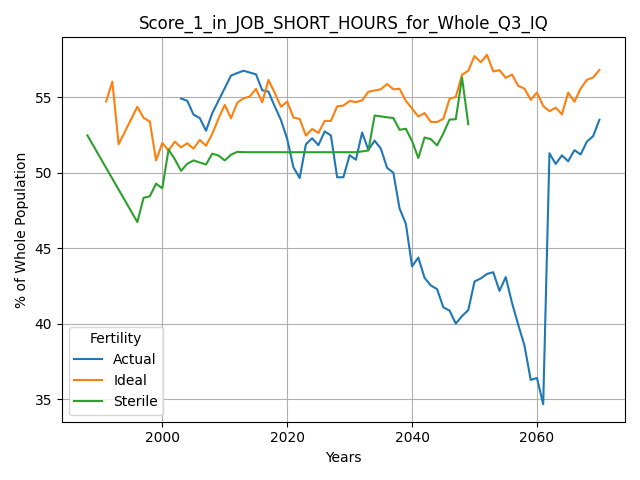 Score_1_in_JOB_SHORT_HOURS_for_Whole_Q3_IQ
% of Whole Population
55
50
45
40
35
Fertility
Actual
Ideal
Sterile
2000
2020
2040
2060
Years